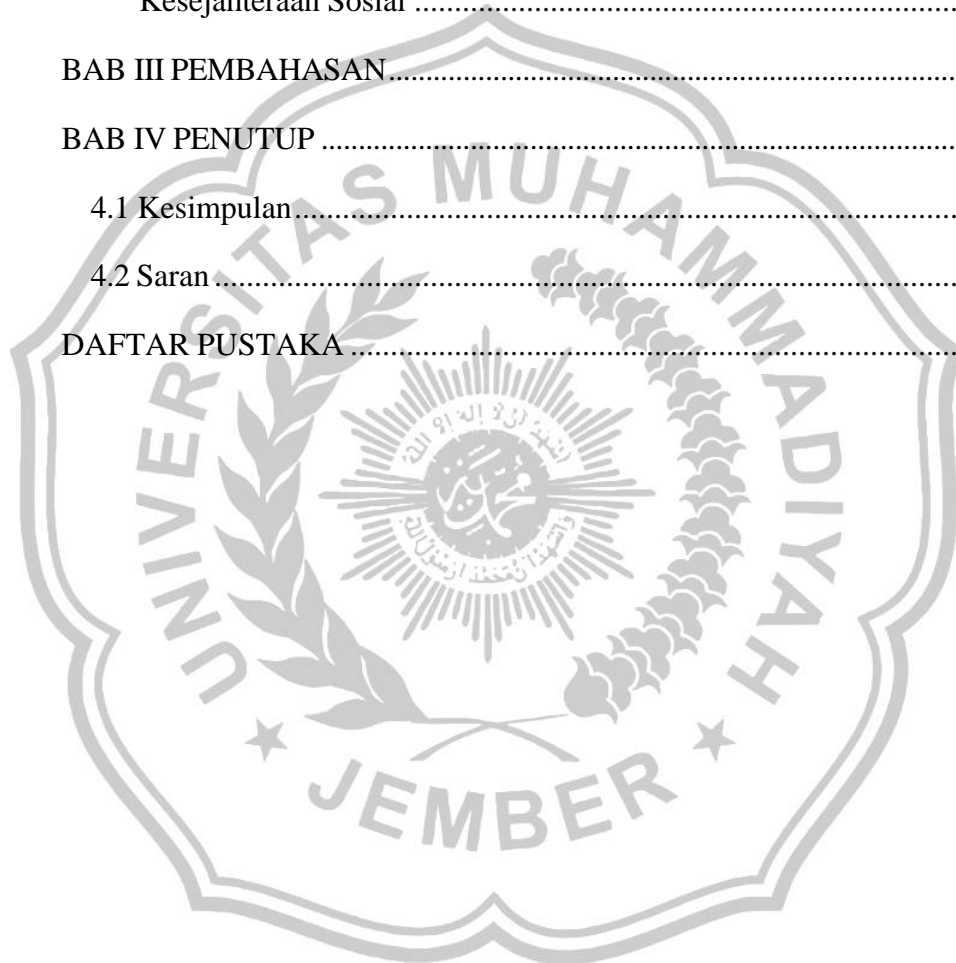 Kesejahteraan Sosial ..........................................................................
BAB III PEMBAHASAN..........................................................................
BAB IV PENUTUP ..........................................................................
4.1 Kesimpulan..........................................................................
4.2 Saran ..........................................................................
DAFTAR PUSTAKA ..........................................................................
UNIVERSITAS MUHAMMADIYAH
JEMBER